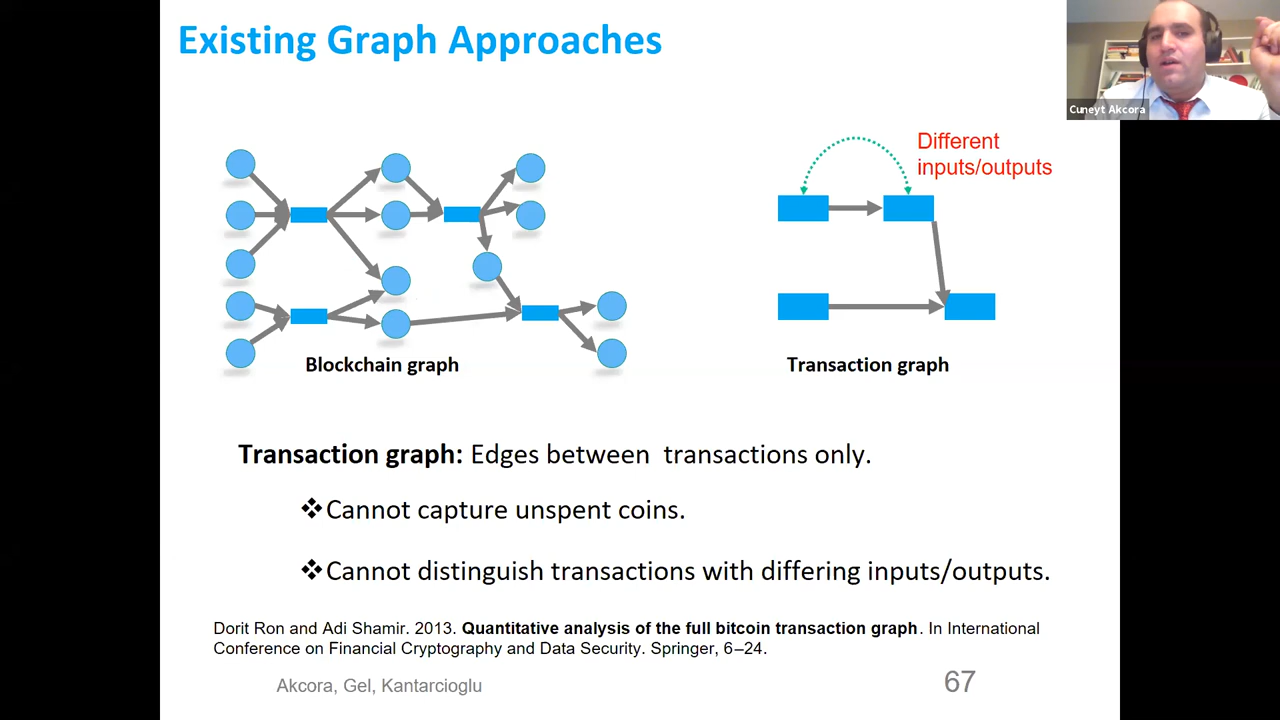 Existing Graph Approaches
Cuneyt Akcora
Different
inputs/outputs
Blockchain graph
Transaction graph
Transaction graph: Edges between  transactions only.
❖Cannot capture unspent coins.
❖Cannot distinguish transactions with differing inputs/outputs.
Dorit Ron and Adi Shamir. 2013. Quantitative analysis of the full bitcoin transaction graph. In International
Conference on Financial Cryptography and Data Security. Springer, 6–24.
Akcora, Gel, Kantarcioglu
67